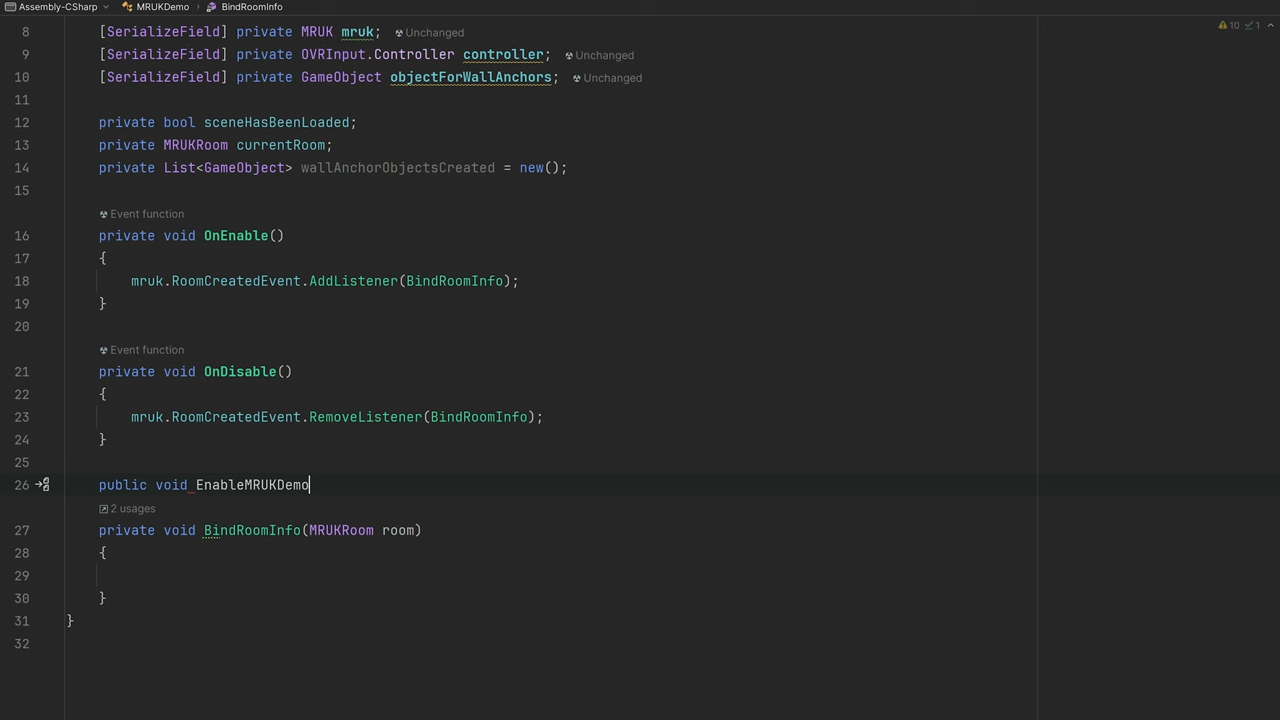 Assembly-CSharp MRUKDemo BindRoomInfo
10 1
8 [SerializeField] private MRUK mruk; Unchanged
9 [SerializeField] private OVRInput.Controller controller; Unchanged
10 [SerializeField] private GameObject objectForWallAnchors; Unchanged
11
12 private bool sceneHasBeenLoaded;
13 private MRUKRoom currentRoom;
14 private List<GameObject> wallAnchorObjectsCreated = new();
15
Event function
16 private void OnEnable()
17 {
18 mruk.RoomCreatedEvent.AddListener(BindRoomInfo);
19 }
20
Event function
21 private void OnDisable()
22 {
23 mruk.RoomCreatedEvent.RemoveListener(BindRoomInfo);
24 }
25
26 public void EnableMRUKDemo
2 usages
27 private void BindRoomInfo(MRUKRoom room)
28 {
29
30 }
31 }
32